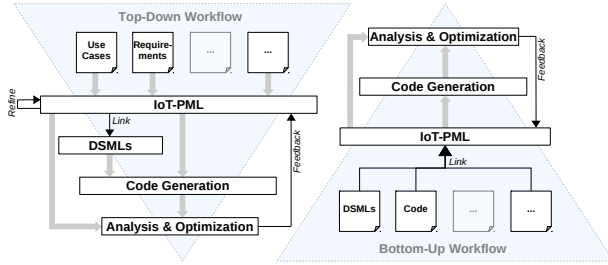 Top-Down Workflow
Use
Cases
Require-
ments
...
...
Refine
IoT-PML
Link
DSMLs
Feedback
Code Generation
Analysis & Optimization
Analysis & Optimization
Feedback
Code Generation
IoT-PML
Link
DSMLs
Code
...
...
Bottom-Up Workflow